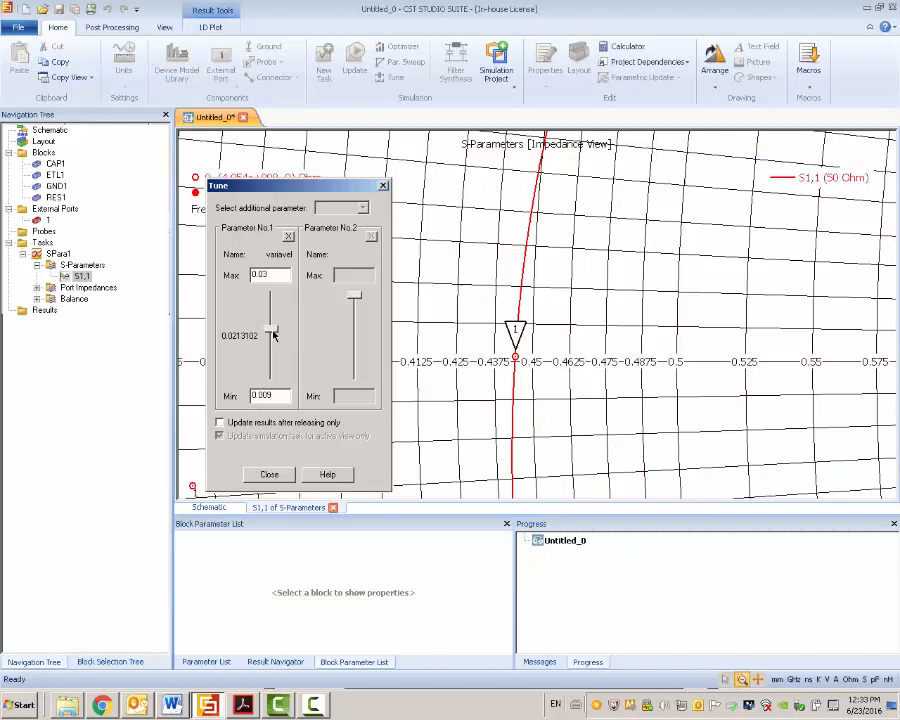 Untitled_0 - CST STUDIO SUITE - [In-house License]
Result Tools
File
Home
Post Processing
View
1D Plot
Paste
Cut
Copy
Copy View
Clipboard
Units
Settings
Device Model
Library
External
Port
Ground
Probe
Connector
Components
New
Task
Update
Optimizer
Par. Sweep
Tune
Filter
Synthesis
Simulation
Project
Simulation
Properties
Layout
Calculator
Project Dependencies
Parametric Update
Edit
Arrange
Text Field
Picture
Shapes
Drawing
Macros
Macros
Navigation Tree
Schematic
Layout
Blocks
CAP1
ETL1
GND1
RES1
External Ports
1
Probes
Tasks
SPara1
S-Parameters
S1,1
Port Impedances
Balance
Results
Untitled_0*
S-Parameters [Impedance View]
S1,1 (50 Ohm)
1
0.4125
0.425
0.4375
0.45
0.4625
0.475
0.4875
0.5
0.525
0.55
0.575
Tune
Select additional parameter:
Parameter No.1
Name: variavel
Max 0.03
0.0213102
Min: 0.009
Parameter No.2
Name:
Max
Min:
Update results after releasing only
Update simulation task for active view only
Close
Help
Schematic
S1,1 of S-Parameters
Block Parameter List
<Select a block to show properties>
Progress
Untitled_0
Navigation Tree
Block Selection Tree
Parameter List
Result Navigator
Block Parameter List
Messages
Progress
Ready
mm GHz ns K V A Ohm S pF nH
Start
EN
12:33 PM
6/23/2016